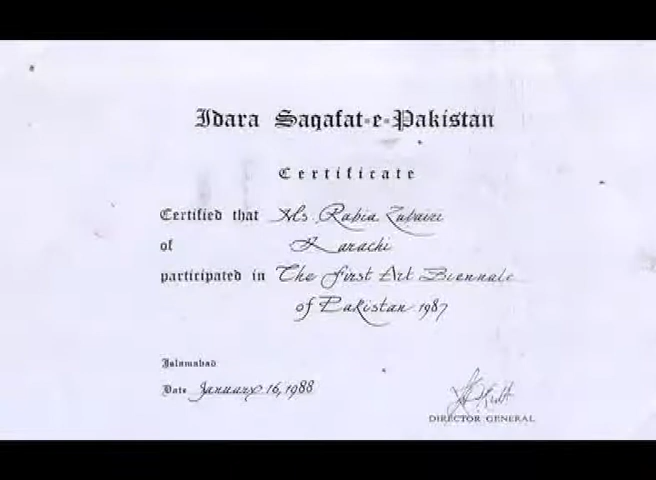 Idara Saqafat-e-Pakistan
Certificate
Certified that Ms. Rabia Zubairi
of Karachi
participated in The First Art Biennale
of Pakistan 1987
Islamabad
Date January 16, 1988
DIRECTOR GENERAL